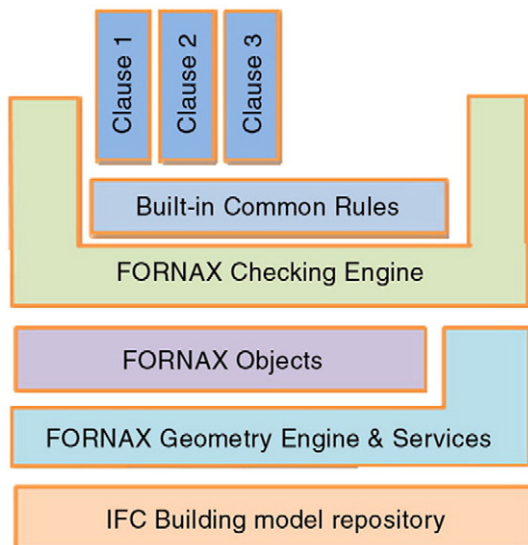 Clause 1
Clause 2
Clause 3
Built-in Common Rules
FORNAX Checking Engine
FORNAX Objects
FORNAX Geometry Engine & Services
IFC Building model repository